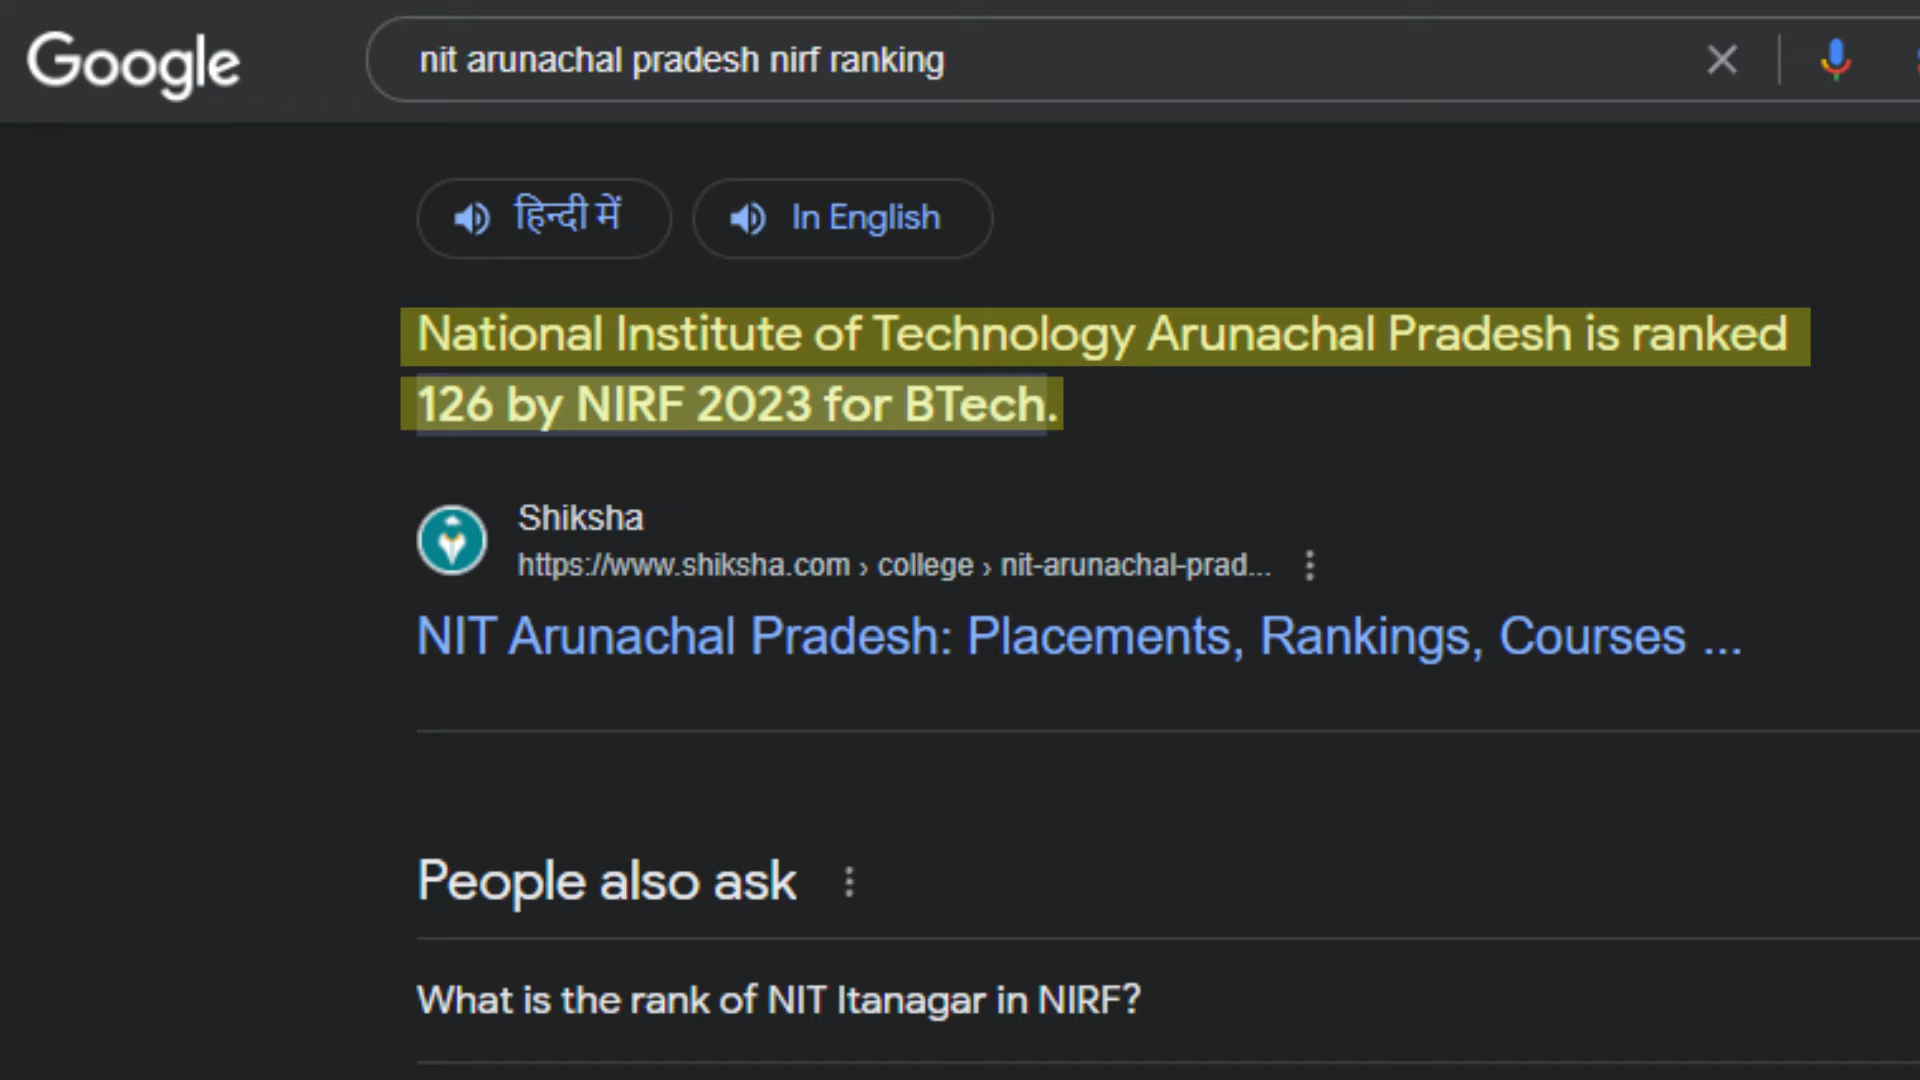 Google
nit arunachal pradesh nirf ranking
हिन्दी में
In English
National Institute of Technology Arunachal Pradesh is ranked
126 by NIRF 2023 for BTech.
Shiksha
https://www.shiksha.com › college › nit-arunachal-prad...
NIT Arunachal Pradesh: Placements, Rankings, Courses ...
People also ask
What is the rank of NIT Itanagar in NIRF?